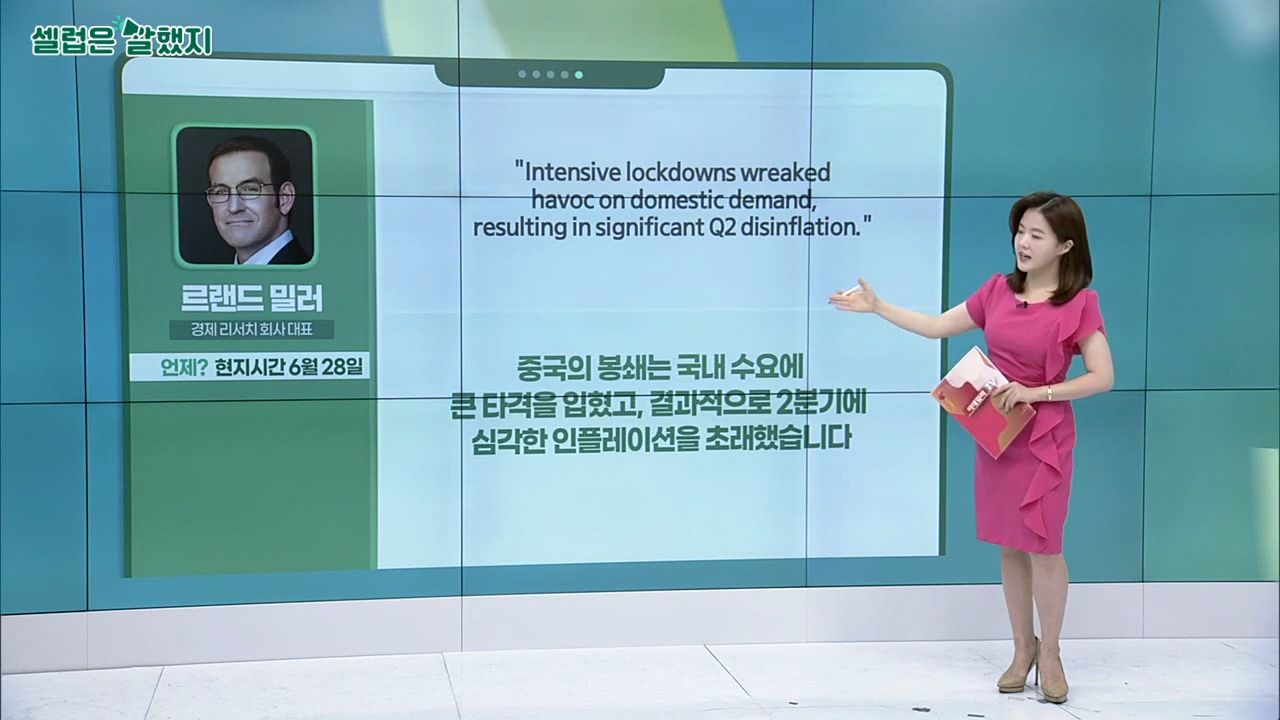 셀럽은 말했지
"Intensive lockdowns wreaked
havoc on domestic demand,
resulting in significant Q2 disinflation."
르랜드 밀러
경제 리서치 회사 대표
언제? 현지시간 6월 28일
중국의 봉쇄는 국내 수요에
큰 타격을 입혔고, 결과적으로 2분기에
심각한 인플레이션을 초래했습니다